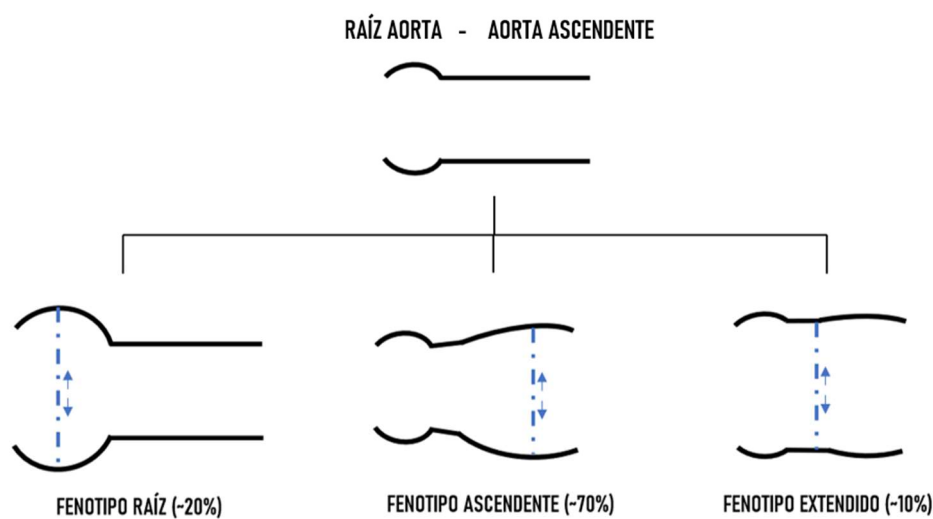 RAÍZ AORTA - AORTA ASCENDENTE
FENOTIPO RAÍZ (~20%)
FENOTIPO ASCENDENTE (~70%)
FENOTIPO EXTENDIDO (~10%)